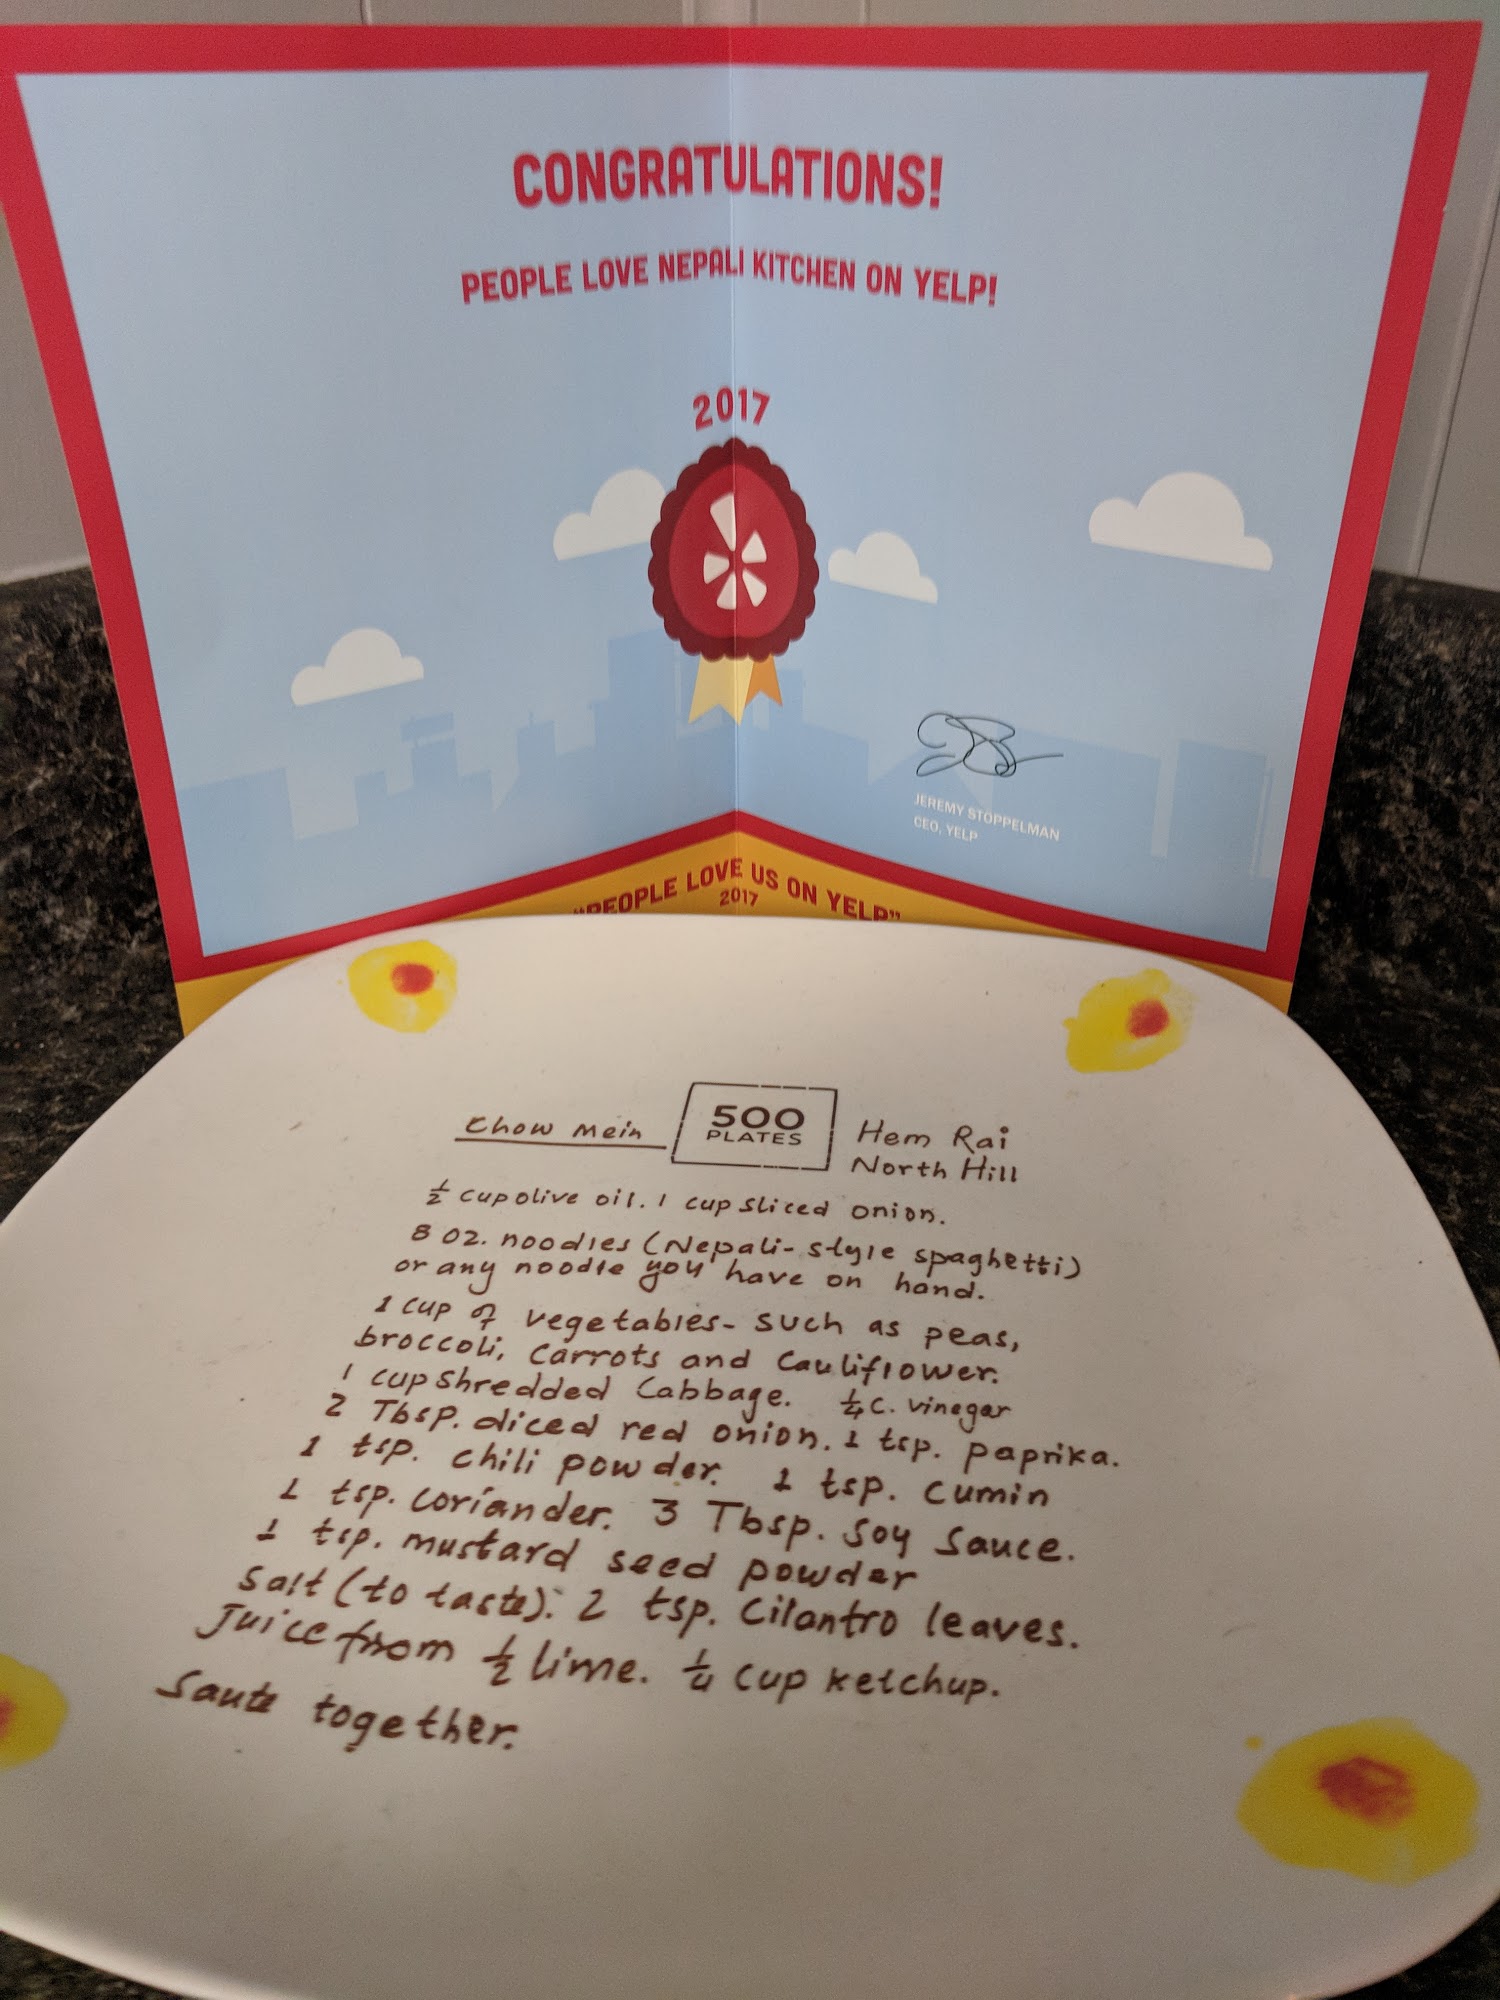 CONGRATULATIONS!
PEOPLE LOVE NEPALI KITCHEN ON YELP!
2017
JEREMY STOPPELMAN
CEO, YELP
"PEOPLE LOVE US ON YELP"
2017
Chow Mein
500
PLATES
Hem Rai
North Hill
½ cup olive oil. 1 cup sliced onion.
8 oz. noodles (Nepali-style spaghetti)
or any noodle you have on hand.
1 cup of vegetables- such as peas,
broccoli, Carrots and Cauliflower.
1 cup shredded Cabbage. ¼ c. vinegar
2 Tbsp. diced red onion. 1 tsp. paprika.
1 tsp. chili powder. 1 tsp. cumin
1 tsp. coriander. 3 Tbsp. Soy Sauce.
1 tsp. mustard seed powder
Salt (to taste). 2 tsp. Cilantro leaves.
Juice from ½ lime. ¼ cup ketchup.
Saute together.